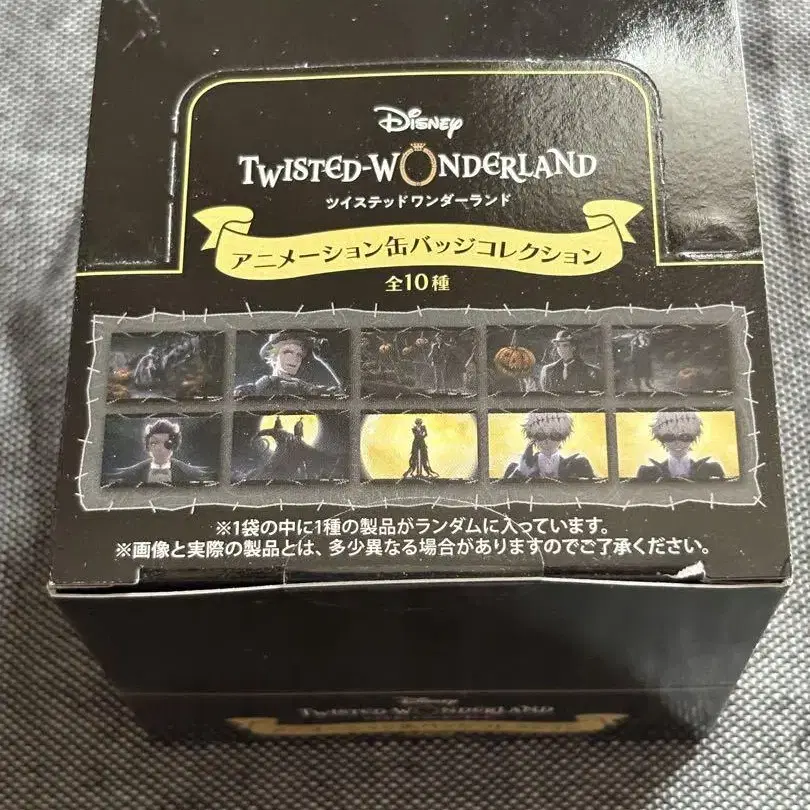 Disney
TWISTED-WONDERLAND
ツイステッドワンダーランド
アニメーション缶バッジコレクション
全10種
※1袋の中に1種の製品がランダムに入っています。
※画像と実際の製品とは、多少異なる場合がありますのでご了承ください。
Disney
TWISTED-WONDERLAND